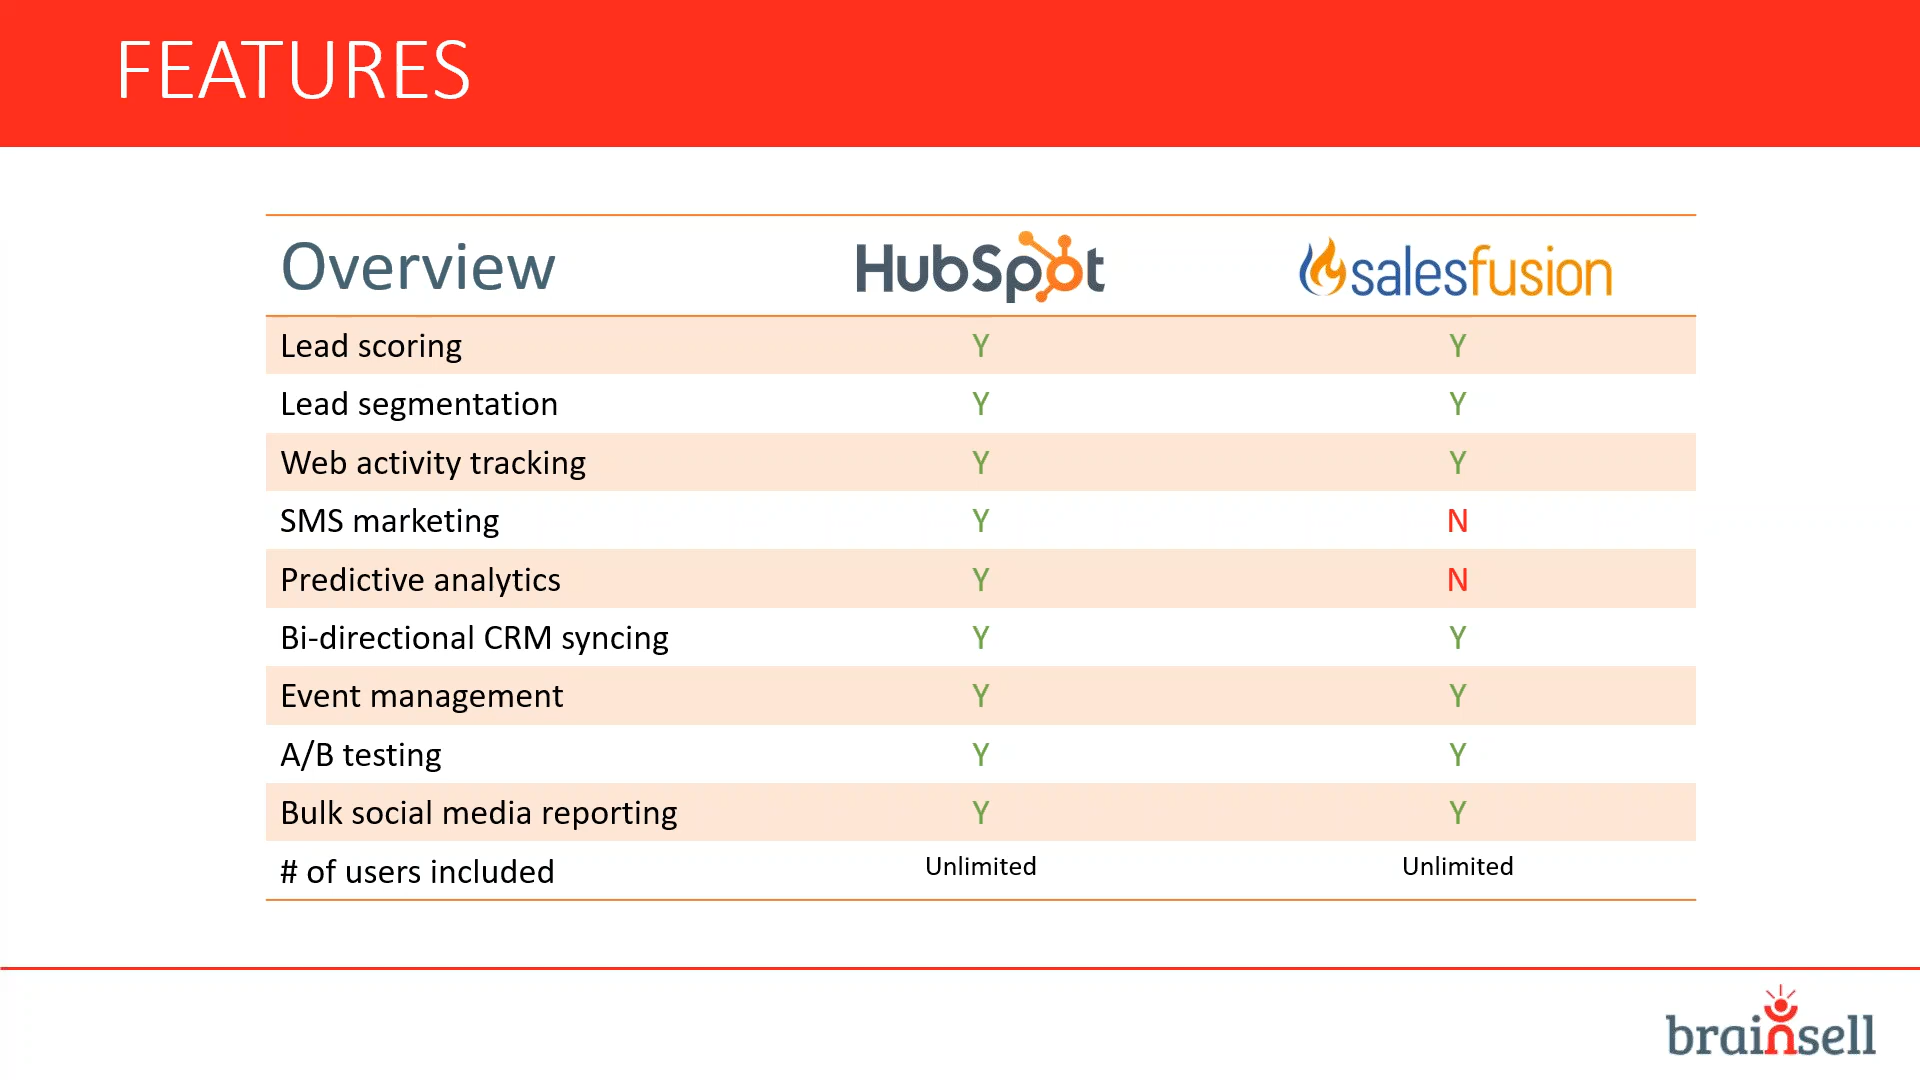 FEATURES
Overview HubSpot salesfusion
Lead scoring Y Y
Lead segmentation Y Y
Web activity tracking Y Y
SMS marketing Y N
Predictive analytics Y N
Bi-directional CRM syncing Y Y
Event management Y Y
A/B testing Y Y
Bulk social media reporting Y Y
# of users included Unlimited Unlimited
brainsell